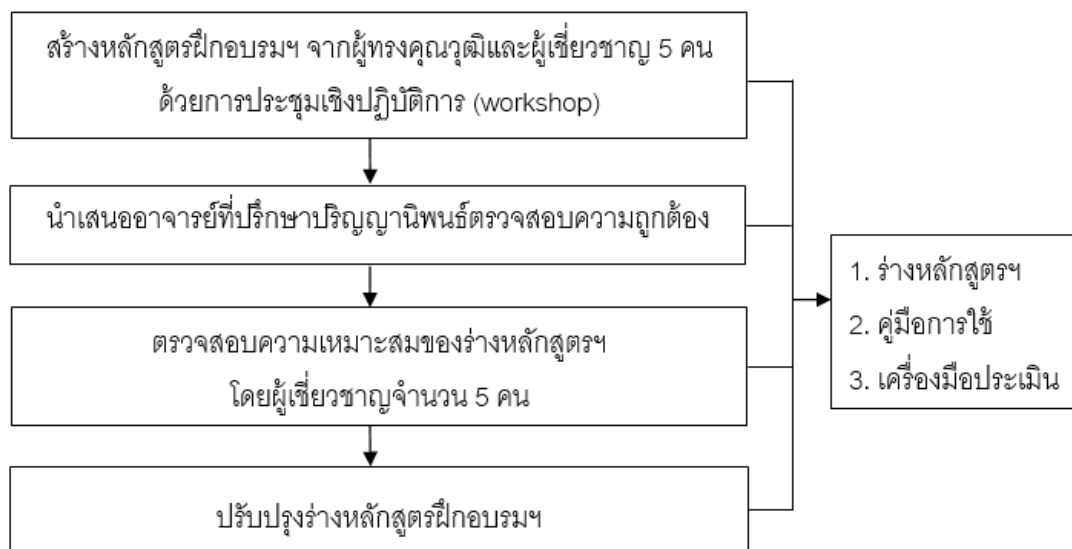 สร้างหลักสูตรฝึกอบรมฯ จากผู้ทรงคุณวุฒิและผู้เชี่ยวชาญ 5 คน
ด้วยการประชุมเชิงปฏิบัติการ (workshop)
นำเสนออาจารย์ที่ปรึกษาปริญญานิพนธ์ตรวจสอบความถูกต้อง
ตรวจสอบความเหมาะสมของร่างหลักสูตรฯ
โดยผู้เชี่ยวชาญจำนวน 5 คน
ปรับปรุงร่างหลักสูตรฝึกอบรมฯ
1. ร่างหลักสูตรฯ
2. คู่มือการใช้
3. เครื่องมือประเมิน